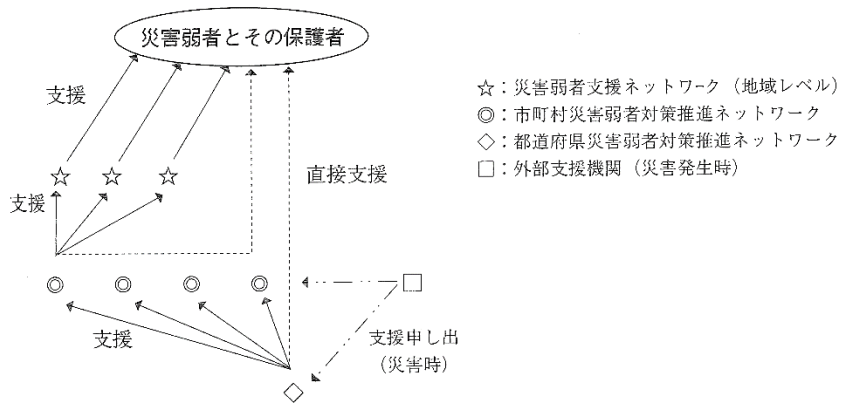 災害弱者とその保護者
支援
☆：災害弱者支援ネットワーク（地域レベル）
◎：市町村災害弱者対策推進ネットワーク
◇：都道府県災害弱者対策推進ネットワーク
□：外部支援機関（災害発生時）
直接支援
支援
支援
支援申し出
（災害時）